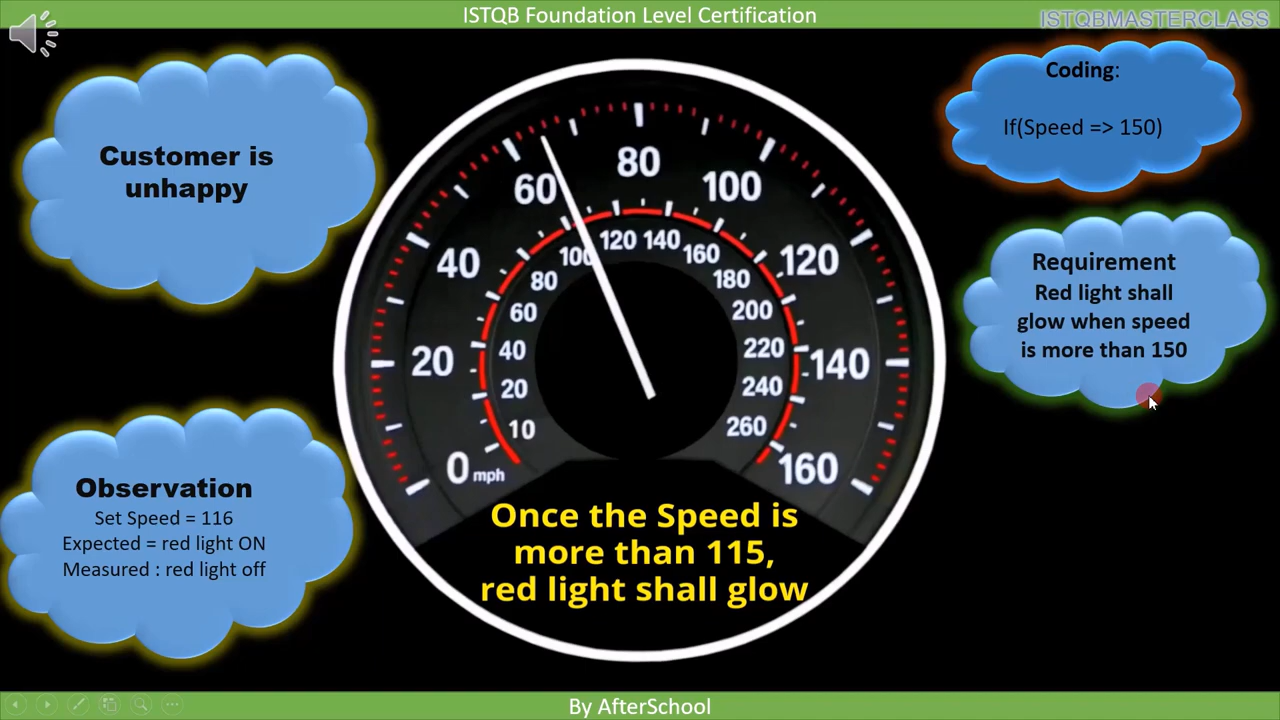 ISTQB Foundation Level Certification
ISTQBMASTERCLASS
Customer is
unhappy
Coding:
If(Speed => 150)
Requirement
Red light shall
glow when speed
is more than 150
Observation
Set Speed = 116
Expected = red light ON
Measured : red light off
0 mph
20
40
60
80
100
120
140
160
10
20
40
60
80
100
120
140
160
180
200
220
240
260
Once the Speed is
more than 115,
red light shall glow
By AfterSchool